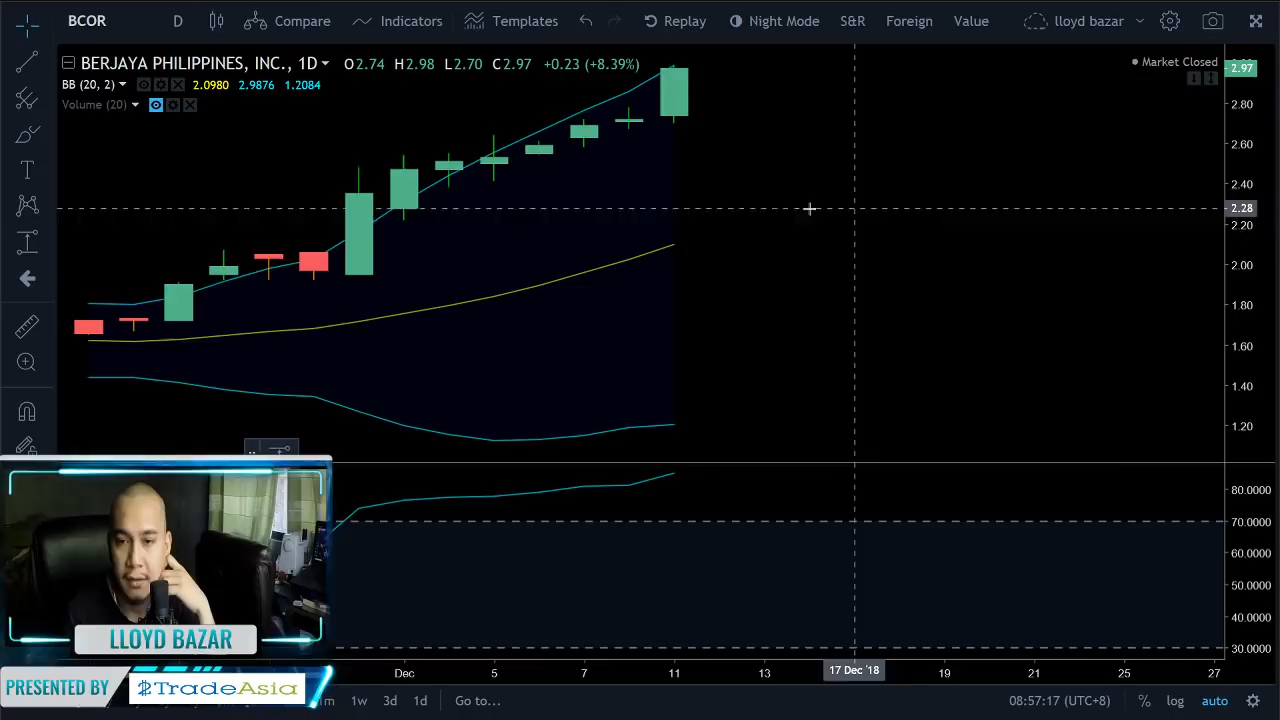 BCOR D Compare Indicators Templates Replay Night Mode S&R Foreign Value lloyd bazar
BERJAYA PHILIPPINES, INC., 1D O2.74 H2.98 L2.70 C2.97 +0.23 (+8.39%)
Market Closed
BB (20, 2) 2.0980 2.9876 1.2084
Volume (20)
2.97
2.80
2.60
2.40
2.28
2.20
2.00
1.80
1.60
1.40
1.20
80.0000
70.0000
60.0000
50.0000
40.0000
30.0000
LLOYD BAZAR
Dec 5 7 11 13 17 Dec '18 19 21 25 27
PRESENTED BY $TradeAsia
1w 3d 1d Go to... 08:57:17 (UTC+8) % log auto